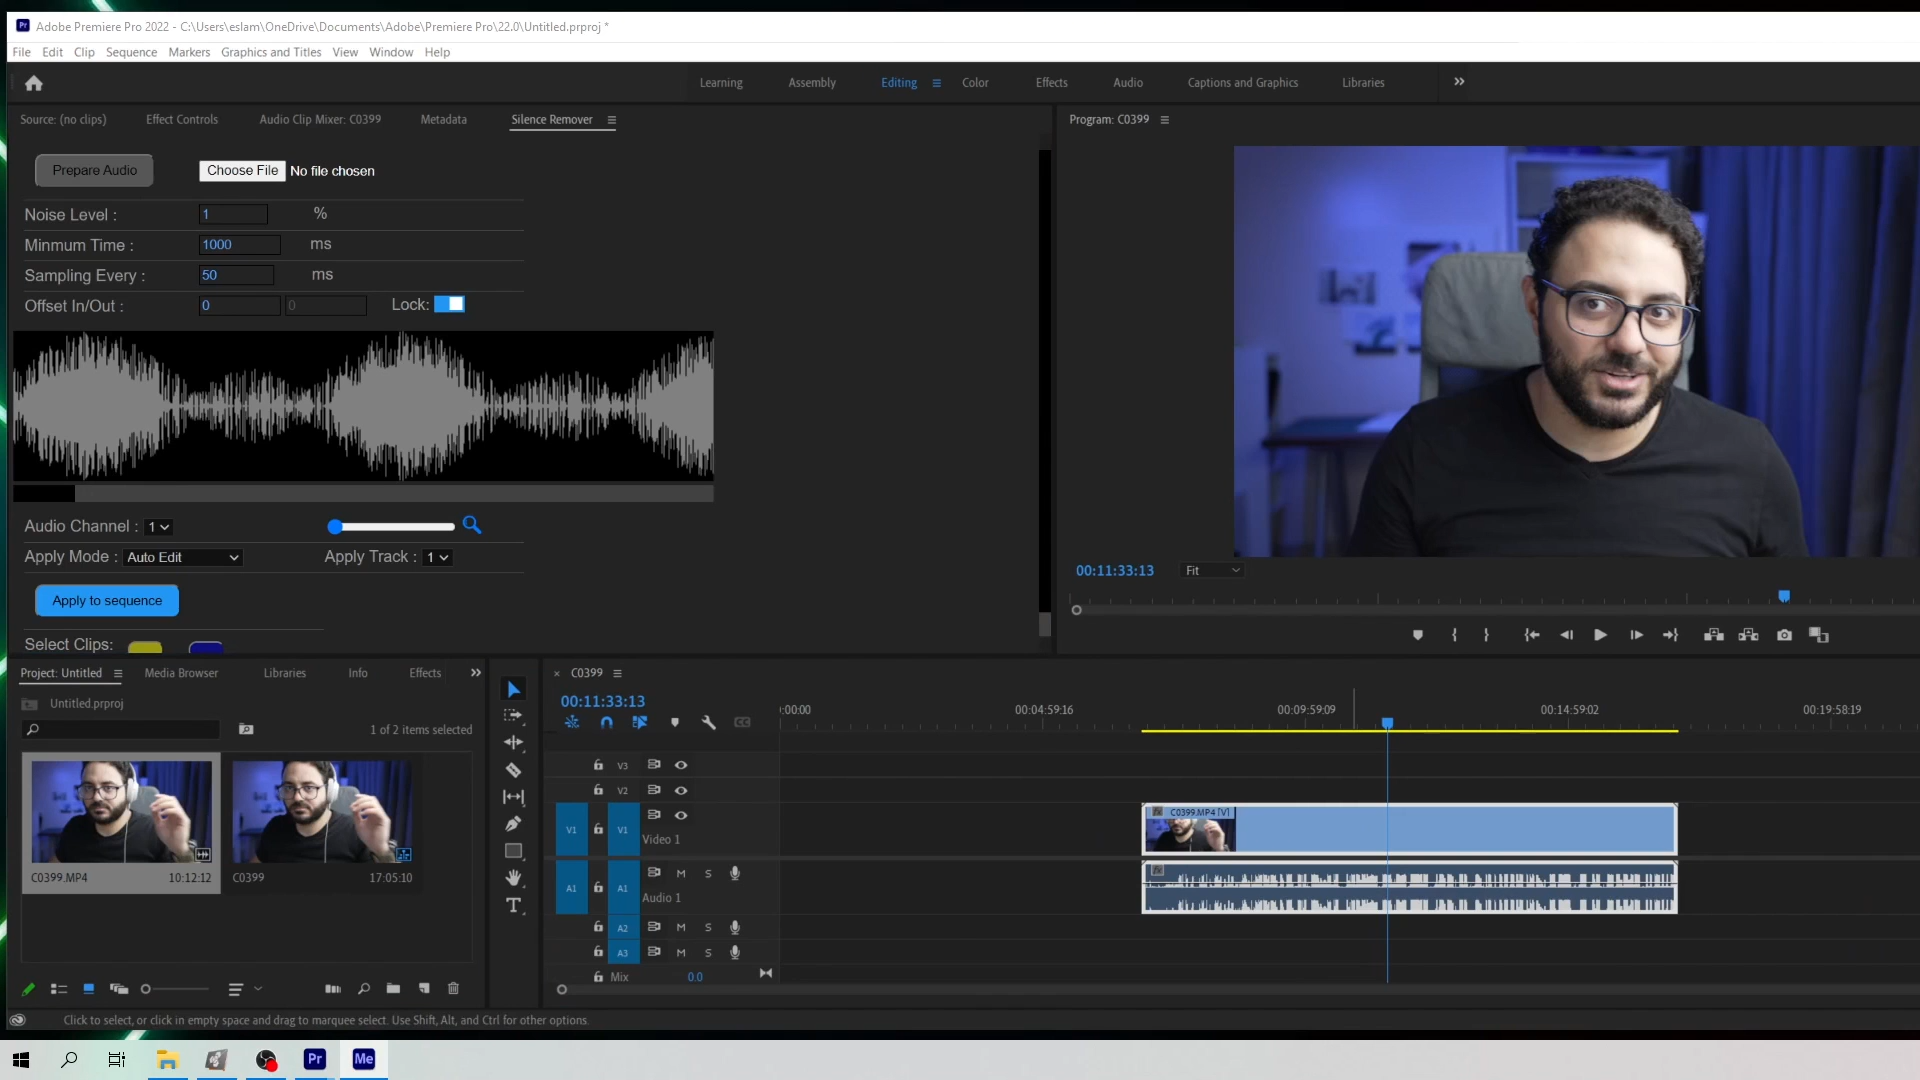 Adobe Premiere Pro 2022 - C:\Users\eslam\OneDrive\Documents\Adobe\Premiere Pro\22.0\Untitled.prproj *
File Edit Clip Sequence Markers Graphics and Titles View Window Help
Learning Assembly Editing Color Effects Audio Captions and Graphics Libraries
Source: (no clips) Effect Controls Audio Clip Mixer: C0399 Metadata Silence Remover
Program: C0399
Prepare Audio Choose File No file chosen
Noise Level : 1 %
Minmum Time : 1000 ms
Sampling Every : 50 ms
Offset In/Out : 0 0 Lock:
Audio Channel : 1
Apply Mode : Auto Edit Apply Track : 1
Apply to sequence
Select Clips:
00:11:33:13 Fit
Project: Untitled Media Browser Libraries Info Effects
Untitled.prproj
1 of 2 items selected
C0399.MP4 10:12:12
C0399 17:05:10
C0399
00:11:33:13
:00:00 00:04:59:16 00:09:59:09 00:14:59:02 00:19:58:19
V3
V2
V1 V1 Video 1
C0399.MP4 [V]
A1 A1 M S Audio 1
A2 M S
A3 M S
Mix 0.0
Click to select, or click in empty space and drag to marquee select. Use Shift, Alt, and Ctrl for other options.
Pr Me